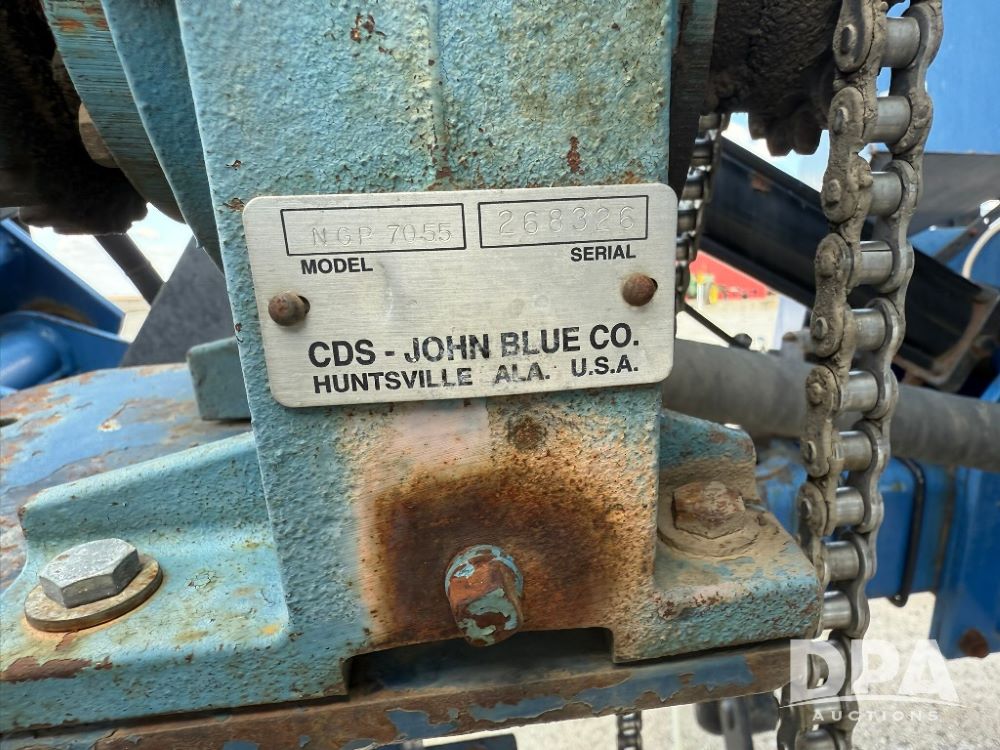 NGP 7055 268326
MODEL SERIAL
CDS - JOHN BLUE CO.
HUNTSVILLE ALA. U.S.A.
DPA
AUCTIONS